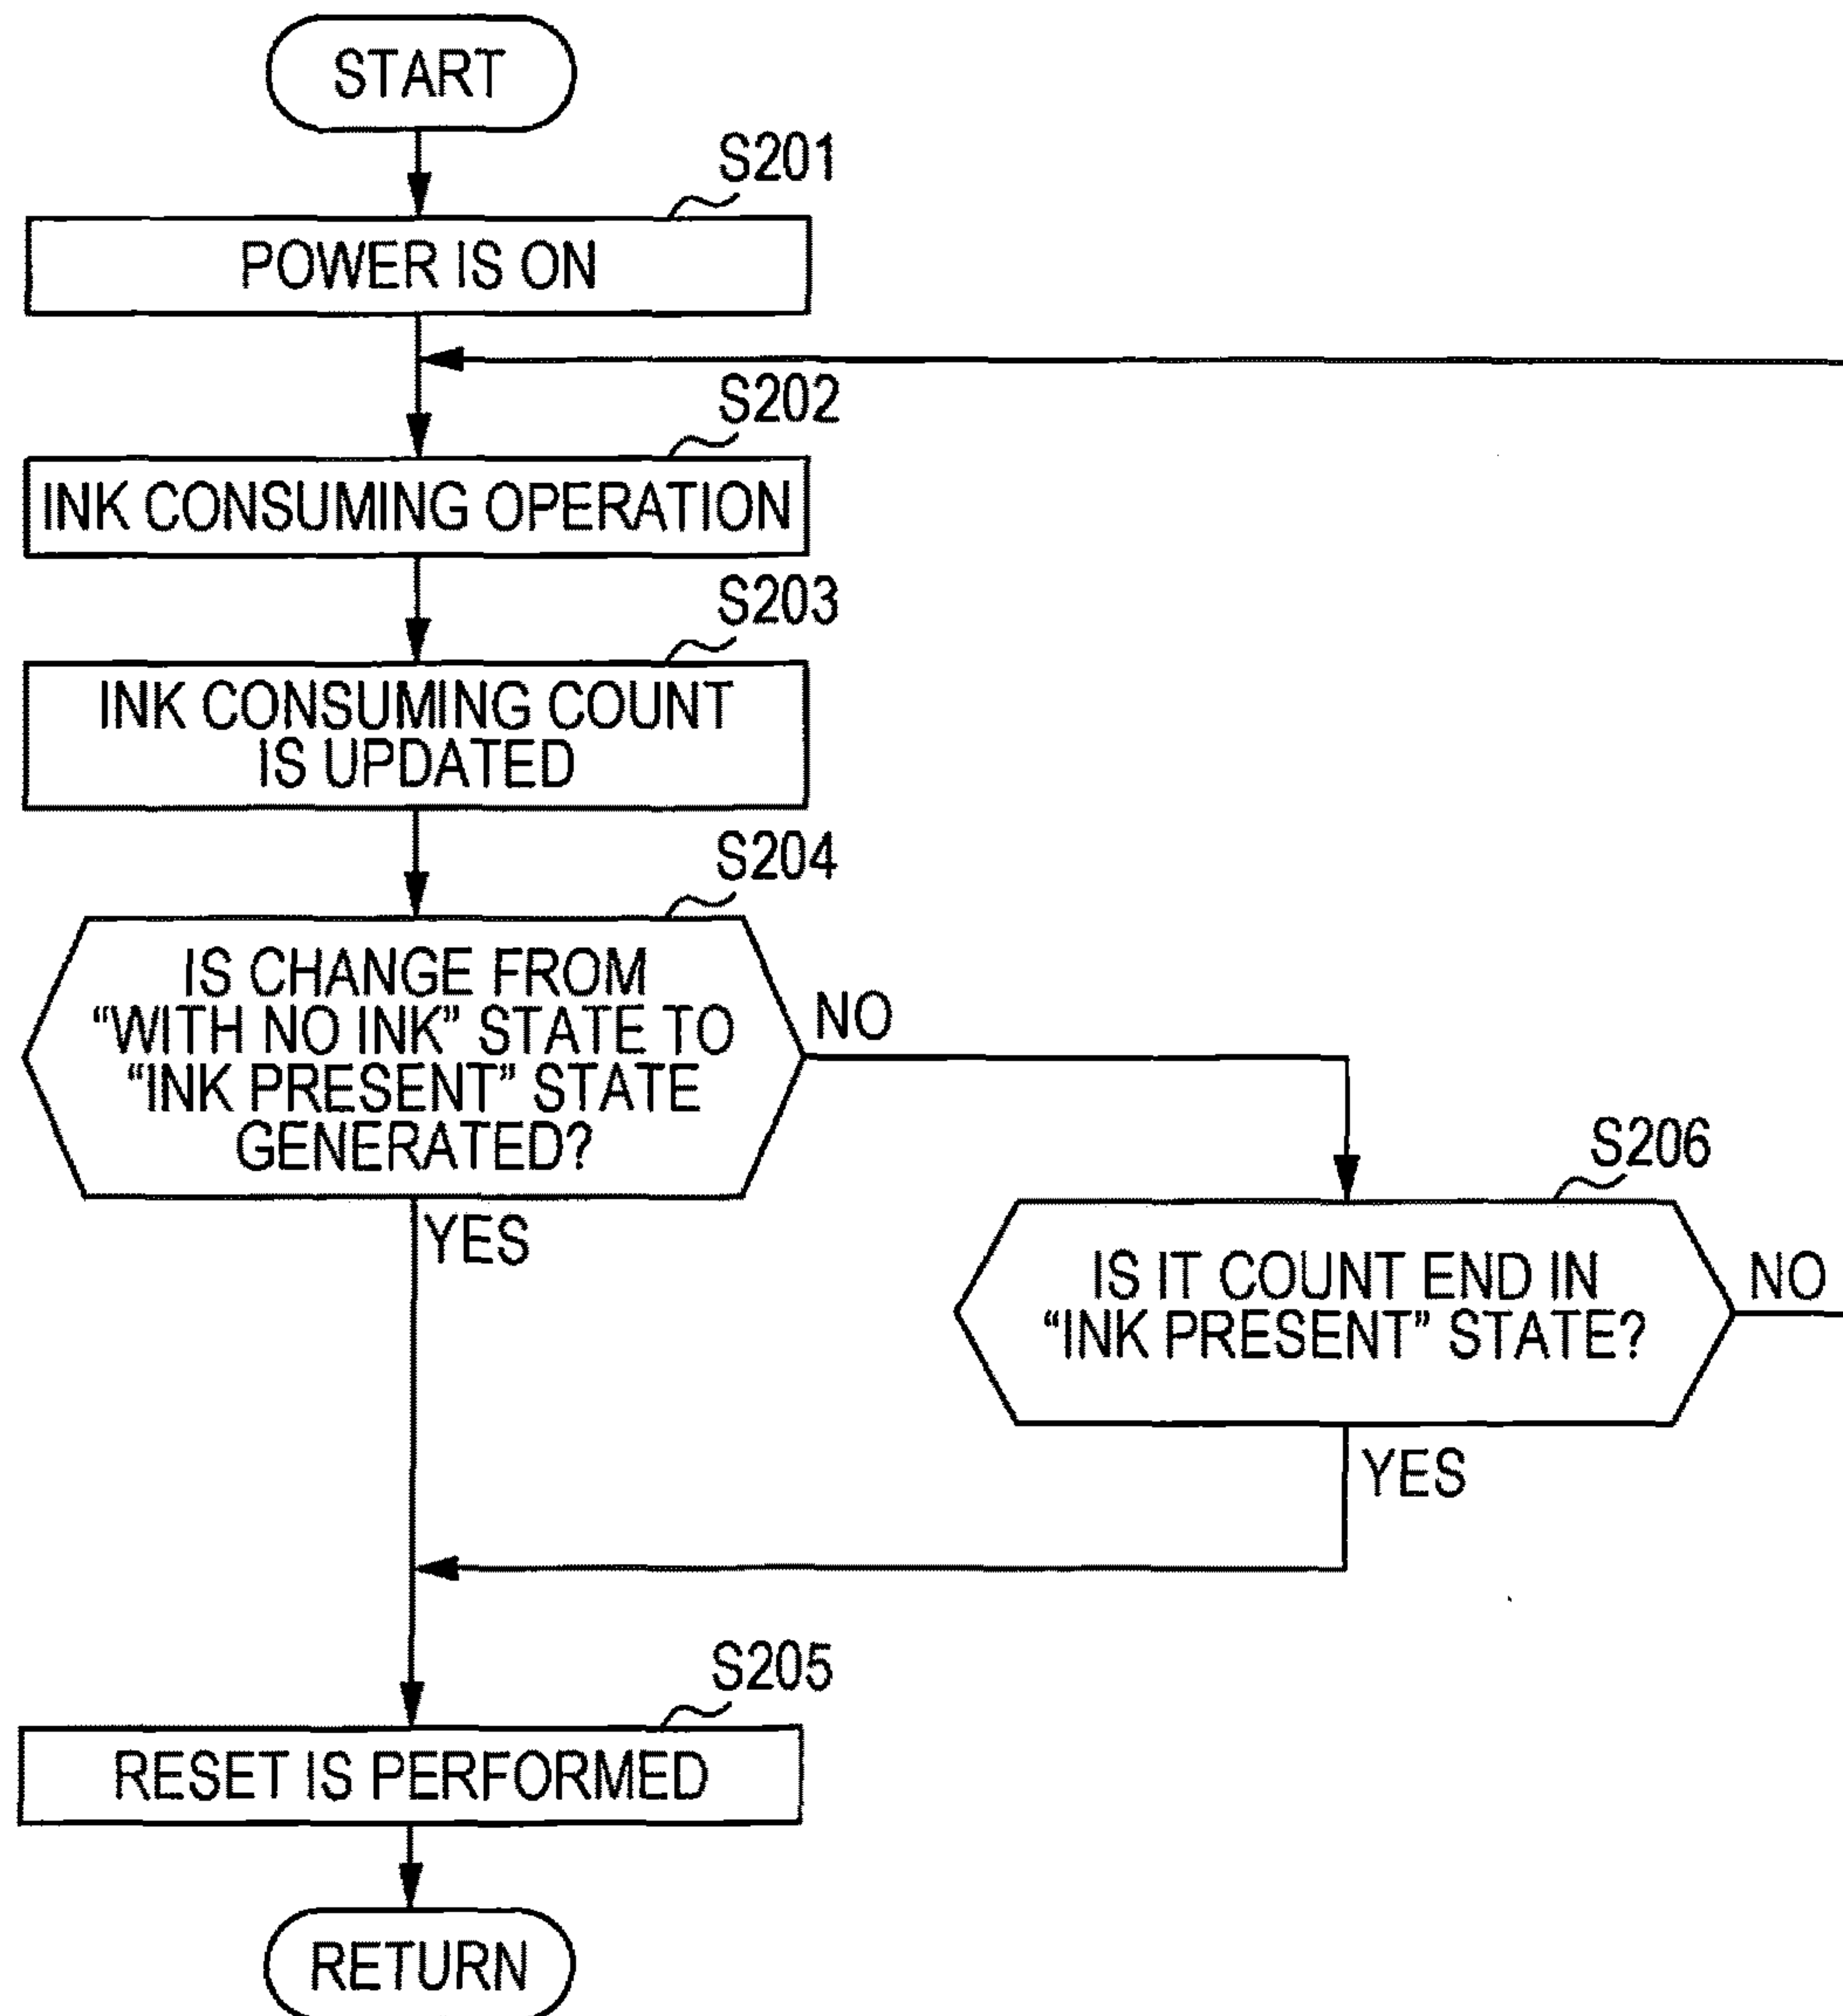 START
S201
POWER IS ON
S202
INK CONSUMING OPERATION
S203
INK CONSUMING COUNT
IS UPDATED
S204
IS CHANGE FROM
“WITH NO INK” STATE TO
“INK PRESENT” STATE
GENERATED?
NO
YES
S206
IS IT COUNT END IN
“INK PRESENT” STATE?
NO
YES
S205
RESET IS PERFORMED
RETURN